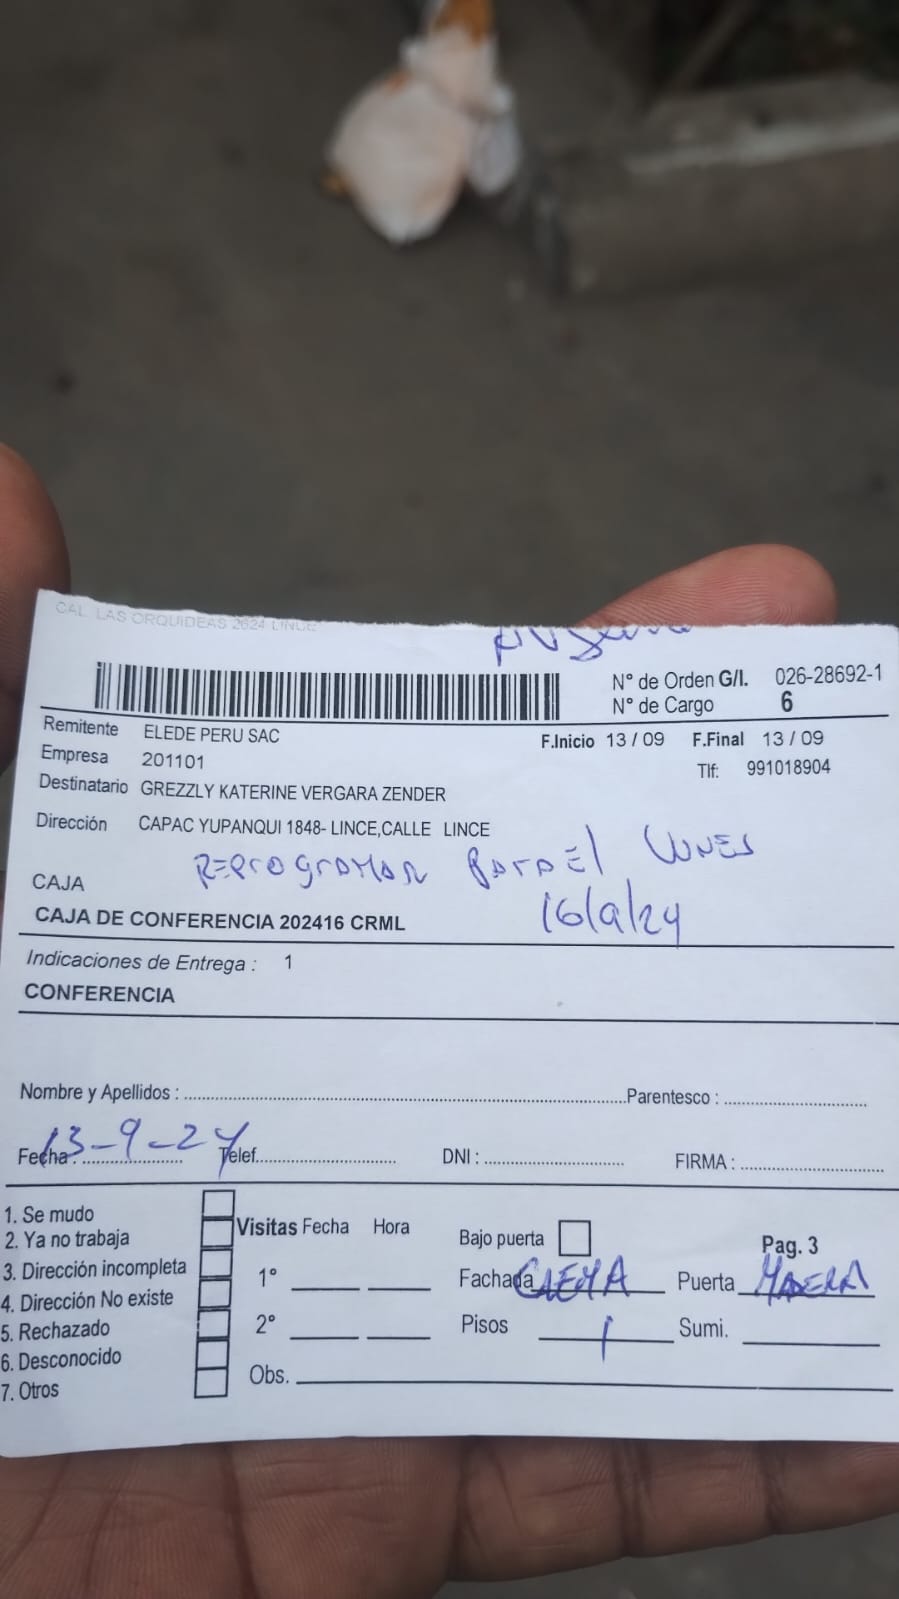 CAL. LAS ORQUIDEAS 2624 LINCE
N° de Orden G/I. 026-28692-1
N° de Cargo 6
Remitente ELEDE PERU SAC
F.Inicio 13 / 09 F.Final 13 / 09
Empresa 201101
Tlf: 991018904
Destinatario GREZZLY KATERINE VERGARA ZENDER
Dirección CAPAC YUPANQUI 1848- LINCE,CALLE LINCE
REProgramar Para El LUNES
16/9/24
CAJA
CAJA DE CONFERENCIA 202416 CRML
Indicaciones de Entrega : 1
CONFERENCIA
Nombre y Apellidos : Parentesco :
Fecha : 13-9-24 Telef. DNI : FIRMA :
1. Se mudo
2. Ya no trabaja
3. Dirección incompleta
4. Dirección No existe
5. Rechazado
6. Desconocido
7. Otros
Visitas Fecha Hora
1°
2°
Obs.
Bajo puerta
Pag. 3
Fachada CREMA Puerta MADERA
Pisos 1 Sumi.